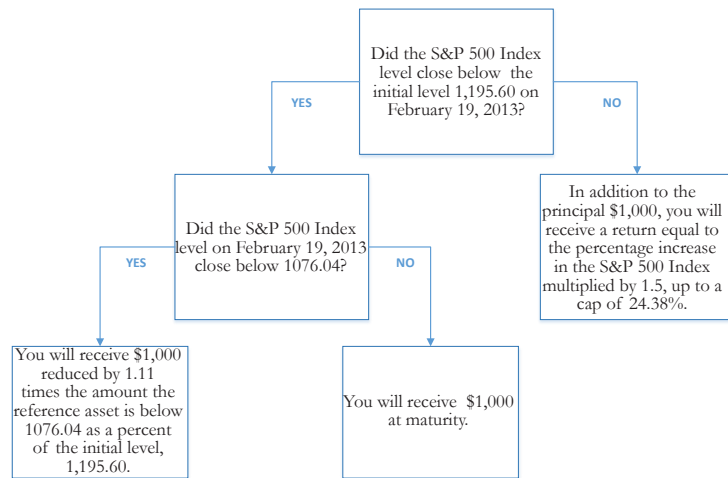 Did the S&P 500 Index
level close below the
initial level 1,195.60 on
February 19, 2013?
YES
NO
Did the S&P 500 Index
level on February 19, 2013
close below 1076.04?
In addition to the
principal $1,000, you will
receive a return equal to
the percentage increase
in the S&P 500 Index
multiplied by 1.5, up to a
cap of 24.38%.
YES
NO
You will receive $1,000
reduced by 1.11
times the amount the
reference asset is below
1076.04 as a percent
of the initial level,
1,195.60.
You will receive $1,000
at maturity.